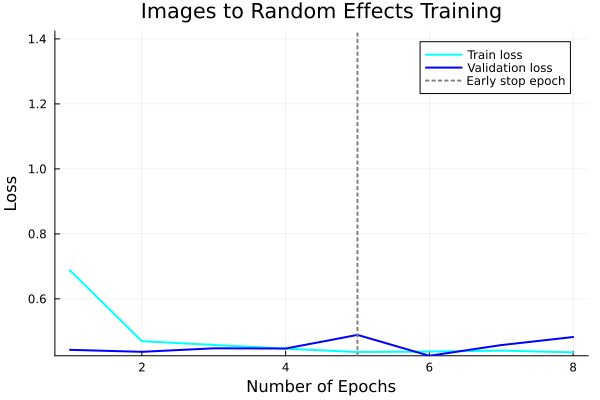 Images to Random Effects Training
1.4
1.2
1.0
0.8
0.6
Loss
Train loss
Validation loss
Early stop epoch
2
4
6
8
Number of Epochs